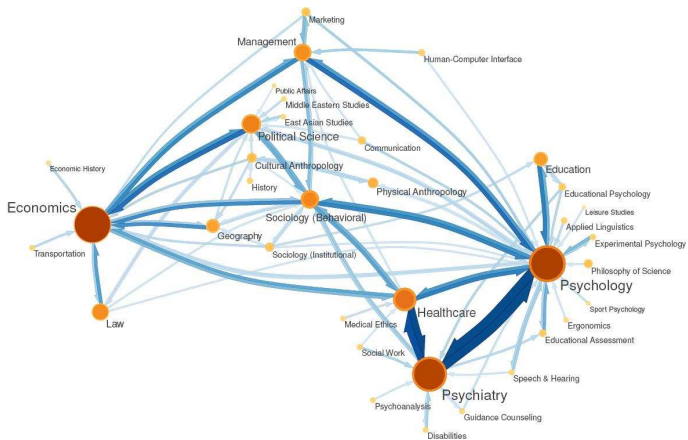 Marketing
Management
Human-Computer Interface
Public Affairs
Middle Eastern Studies
East Asian Studies
Political Science
Communication
Cultural Anthropology
Education
Economic History
History
Physical Anthropology
Educational Psychology
Economics
Leisure Studies
Sociology (Behavioral)
Applied Linguistics
Geography
Experimental Psychology
Transportation
Sociology (Institutional)
Philosophy of Science
Psychology
Sport Psychology
Law
Healthcare
Medical Ethics
Ergonomics
Educational Assessment
Social Work
Speech & Hearing
Psychiatry
Psychoanalysis
Guidance Counseling
Disabilities